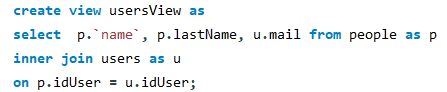 create view usersView as
select  p.`name`, p.lastName, u.mail from people as p
inner join users as u
on p.idUser = u.idUser;